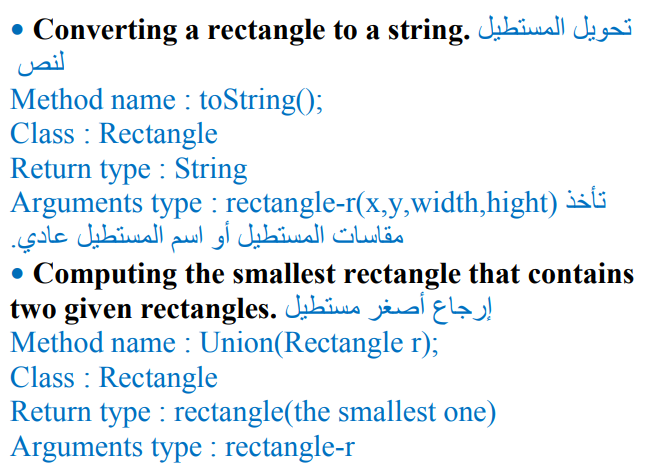 • Converting a rectangle to a string. تحويل المستطيل
لنص
Method name : toString();
Class : Rectangle
Return type : String
Arguments type : rectangle-r(x,y,width,hight) تأخذ
مقاسات المستطيل أو اسم المستطيل عادي.
• Computing the smallest rectangle that contains
two given rectangles. إرجاع أصغر مستطيل
Method name : Union(Rectangle r);
Class : Rectangle
Return type : rectangle(the smallest one)
Arguments type : rectangle-r